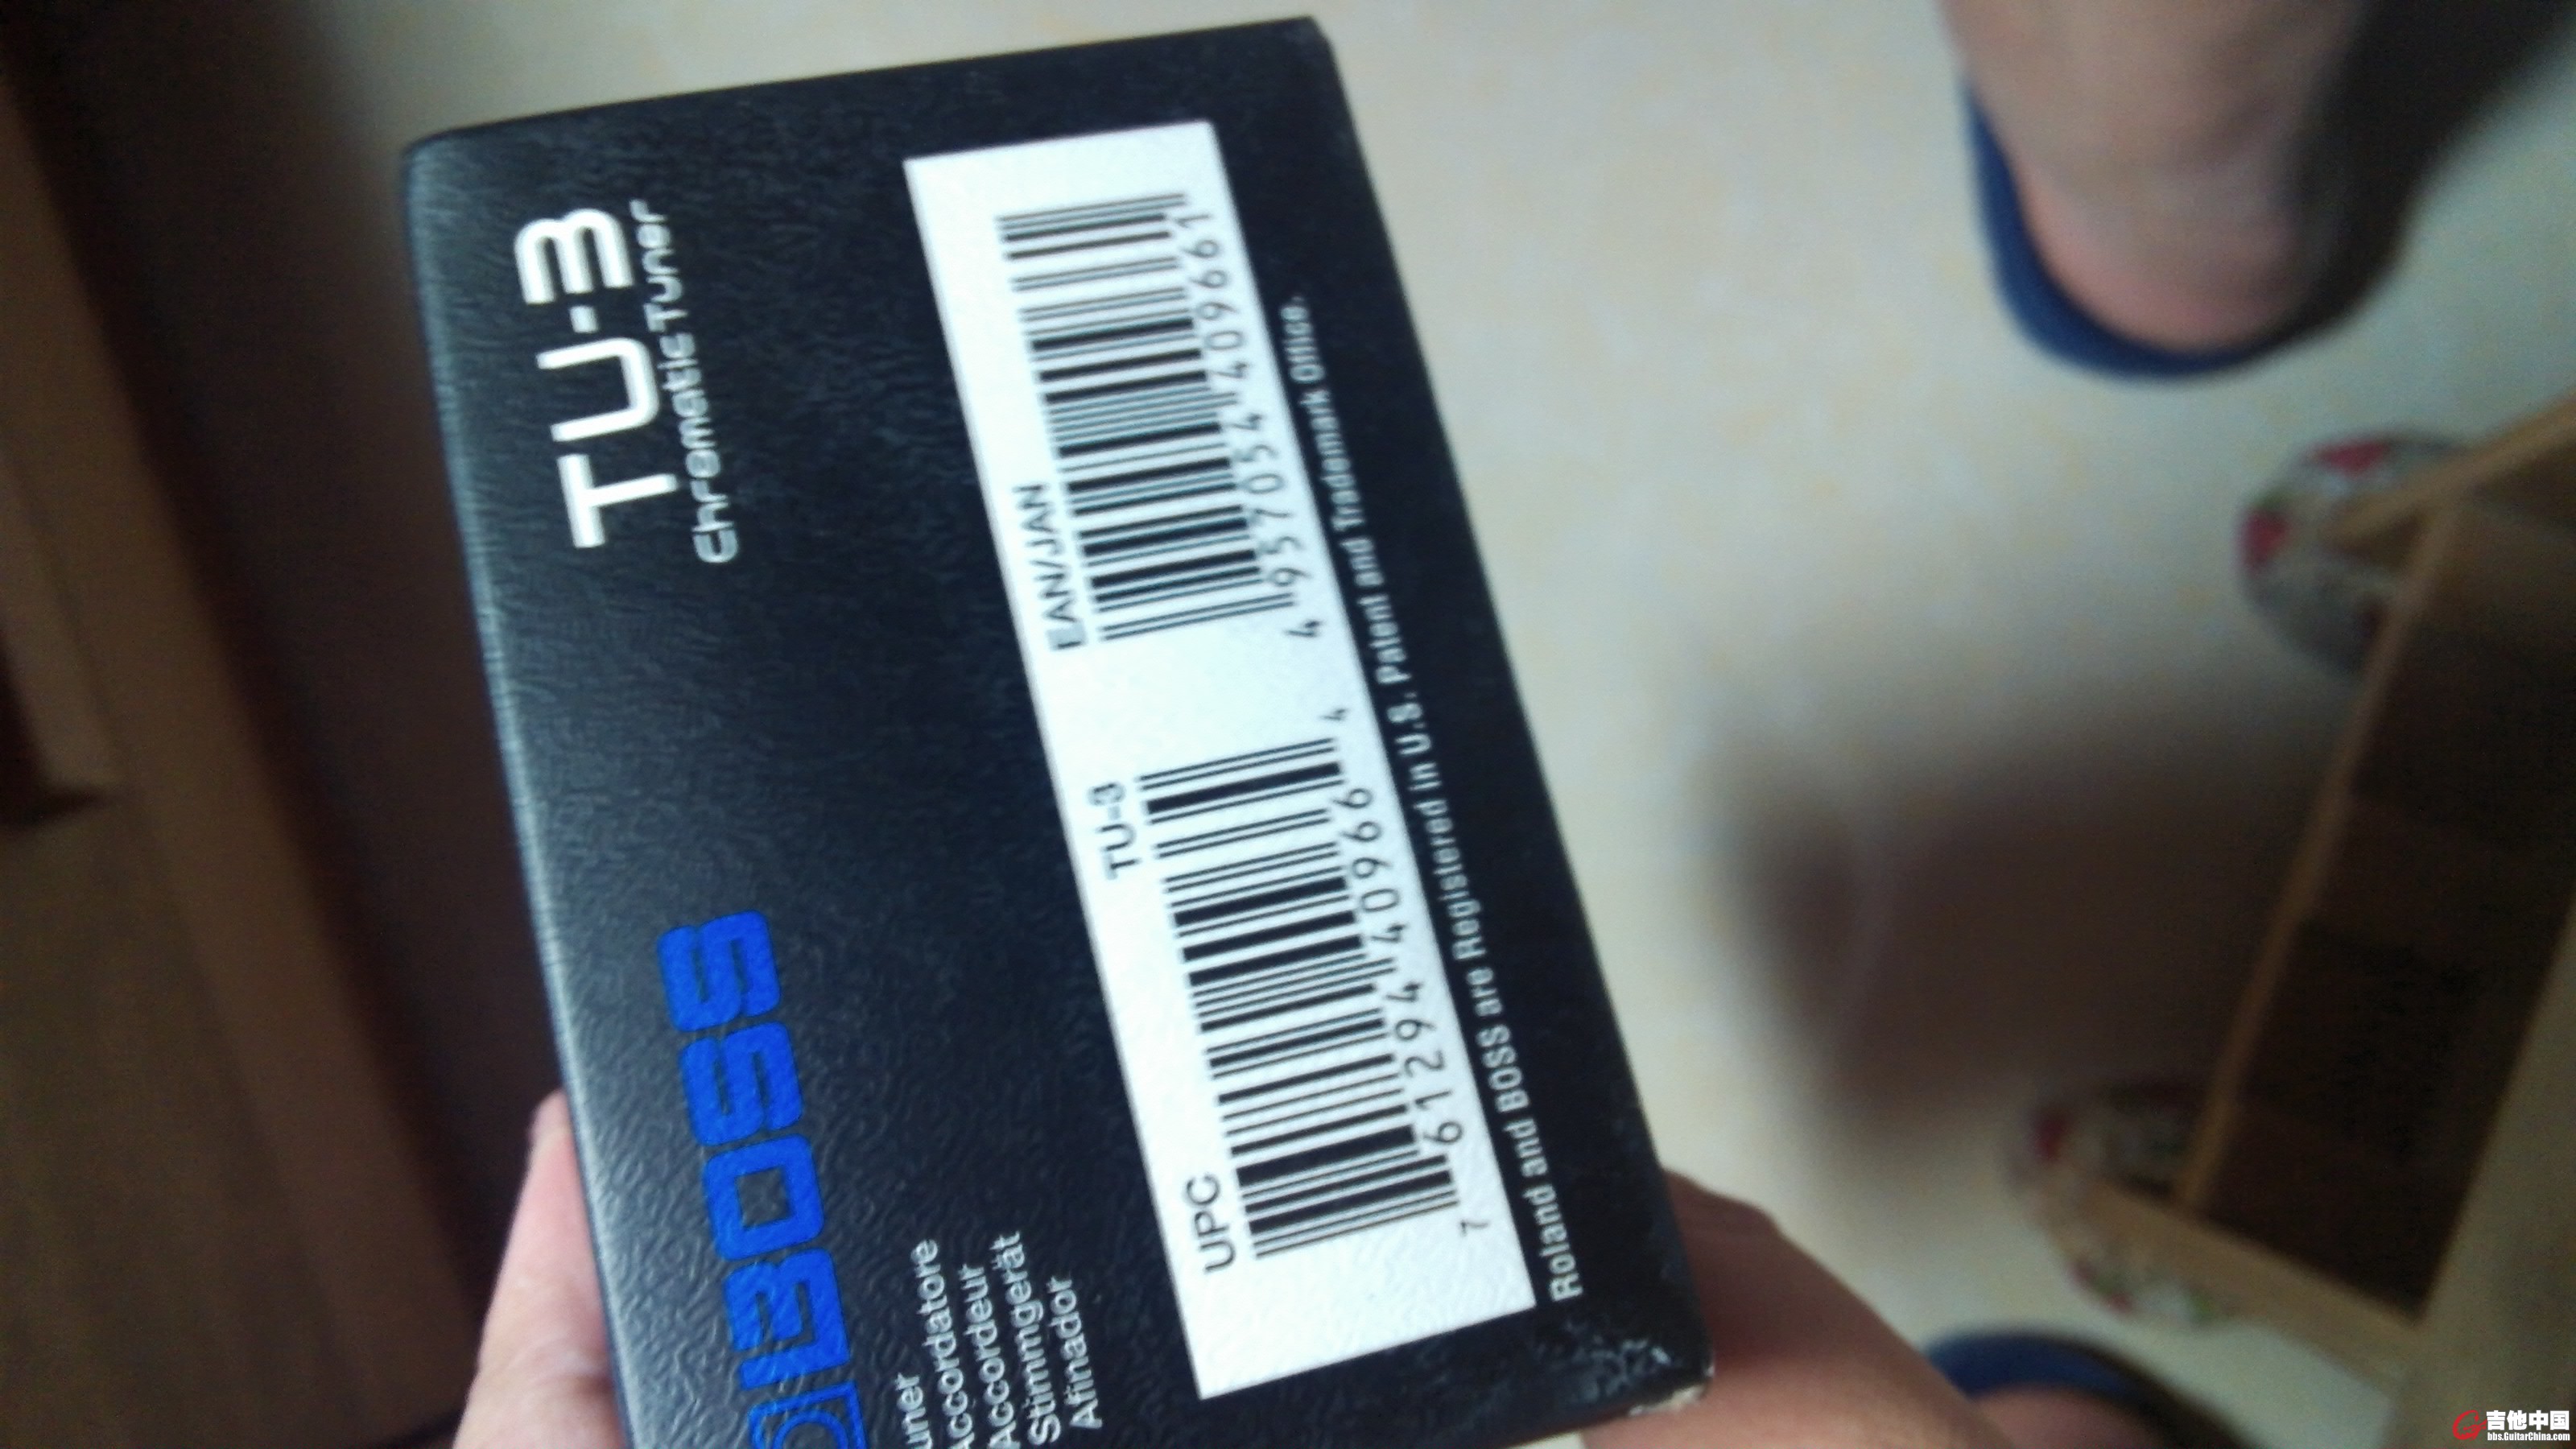 BOSS
TU-3
Chromatic Tuner
Accordatore
Accordeur
Stimmgerät
Afinador
UPC
TU-3
EAN/JAN
7 61294 40966 4
4 957054 409661
Roland and BOSS are Registered in U.S. Patent and Trademark Office.
吉他中国
bbs.GuitarChina.com